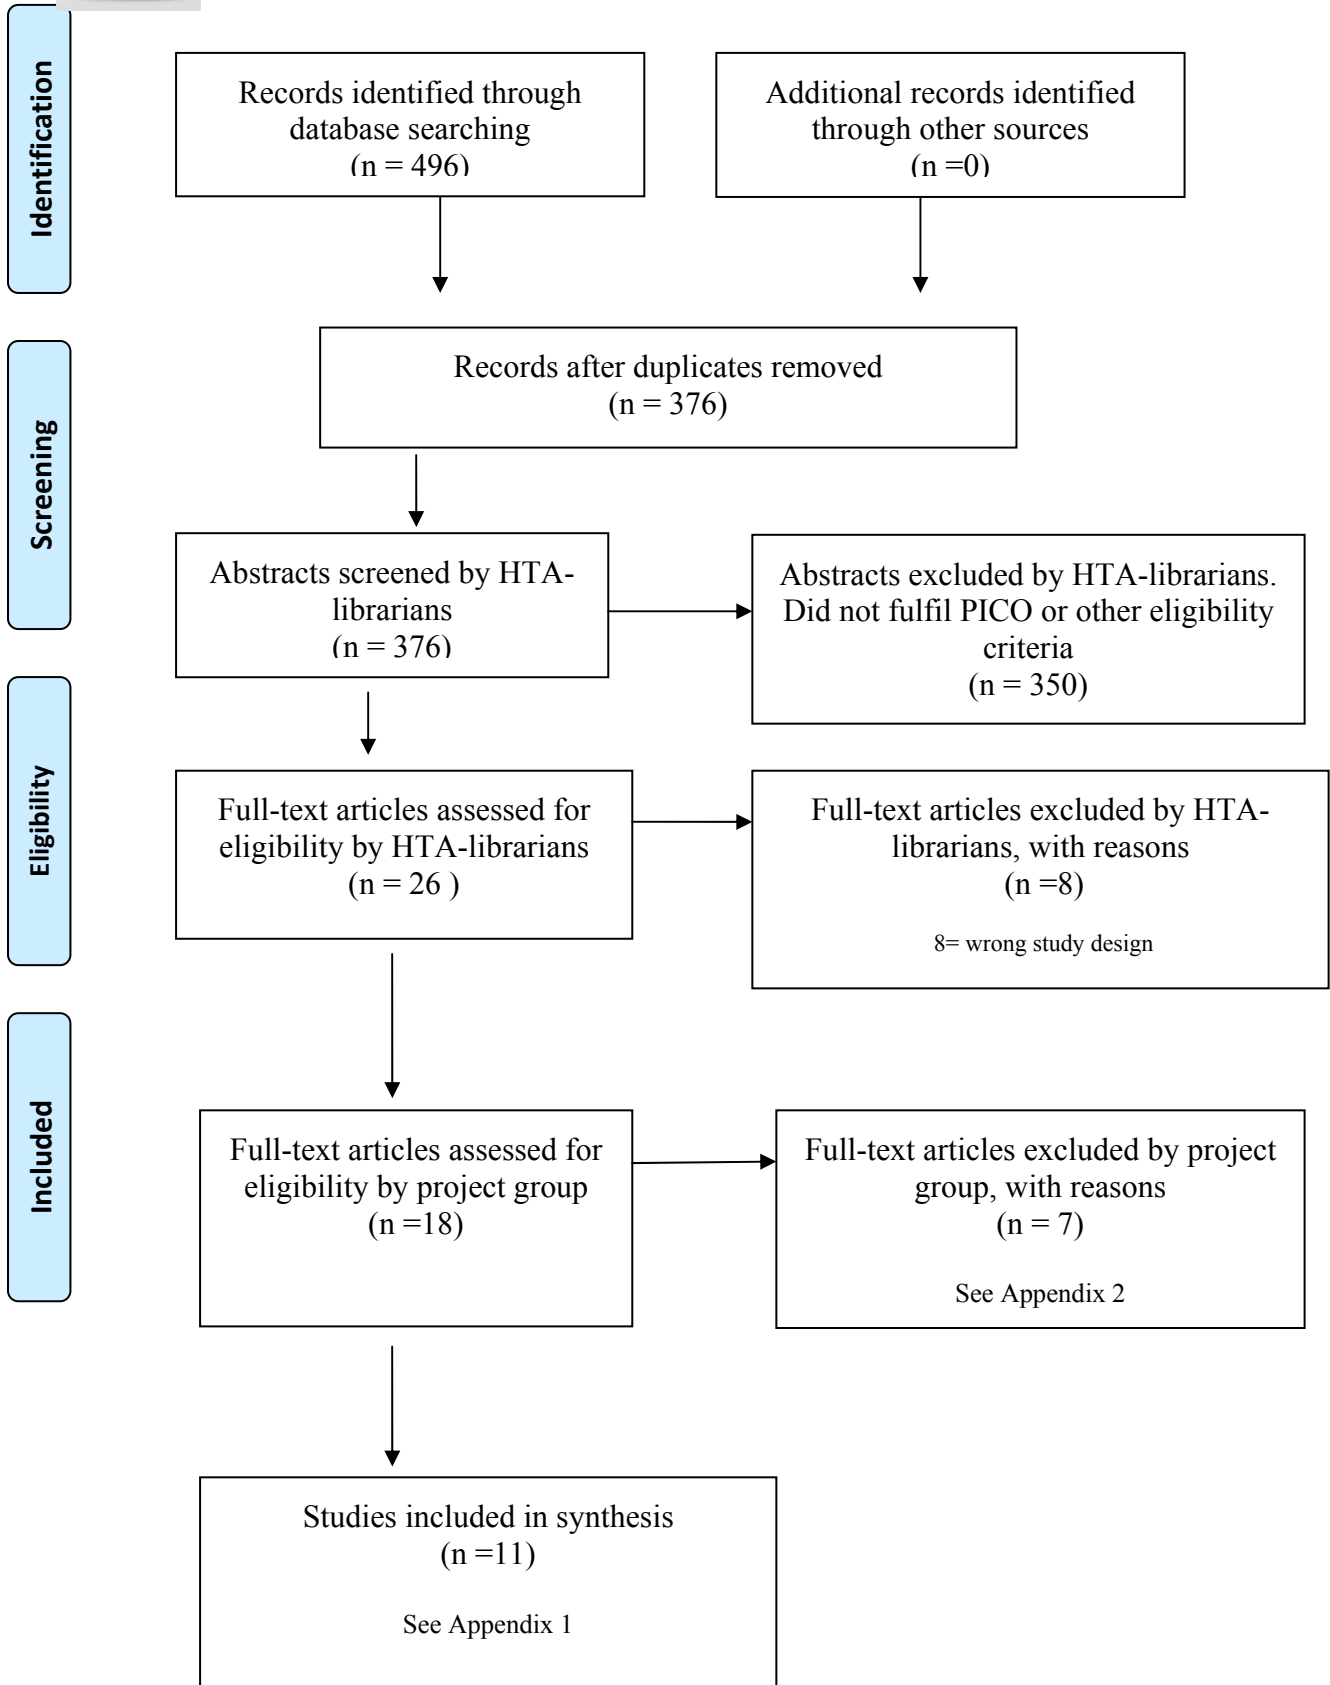 Identification
Records identified through
database searching
(n = 496)
Additional records identified
through other sources
(n =0)
Screening
Records after duplicates removed
(n = 376)
Abstracts screened by HTA-
librarians
(n = 376)
Abstracts excluded by HTA-librarians.
Did not fulfil PICO or other eligibility
criteria
(n = 350)
Eligibility
Full-text articles assessed for
eligibility by HTA-librarians
(n = 26 )
Full-text articles excluded by HTA-
librarians, with reasons
(n =8)
8= wrong study design
Included
Full-text articles assessed for
eligibility by project group
(n =18)
Full-text articles excluded by project
group, with reasons
(n = 7)
See Appendix 2
Studies included in synthesis
(n =11)
See Appendix 1